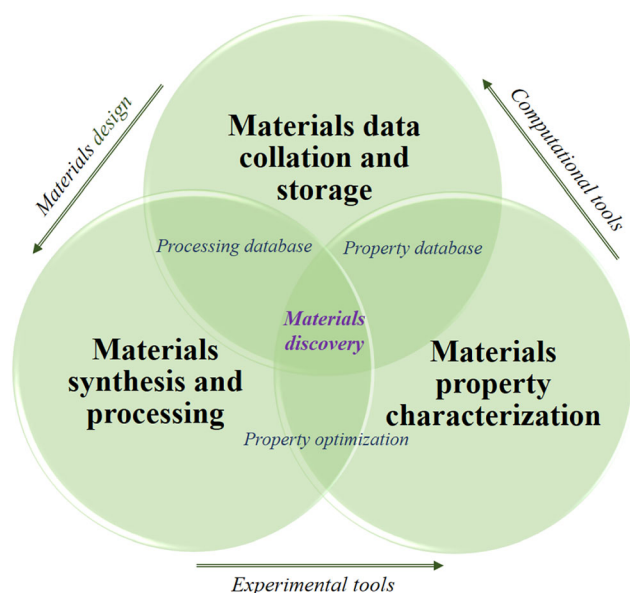 Materials design
Computational tools
Materials data
collation and
storage
Processing database
Property database
Materials
discovery
Materials
synthesis and
processing
Materials
property
characterization
Property optimization
Experimental tools